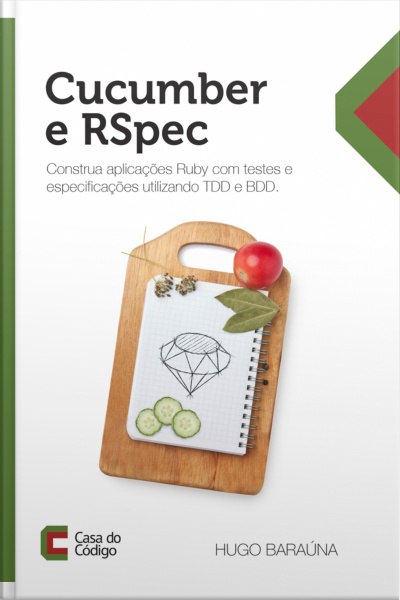 Cucumber
e RSpec
Construa aplicações Ruby com testes e
especificações utilizando TDD e BDD.
Casa do
Código
HUGO BARAÚNA